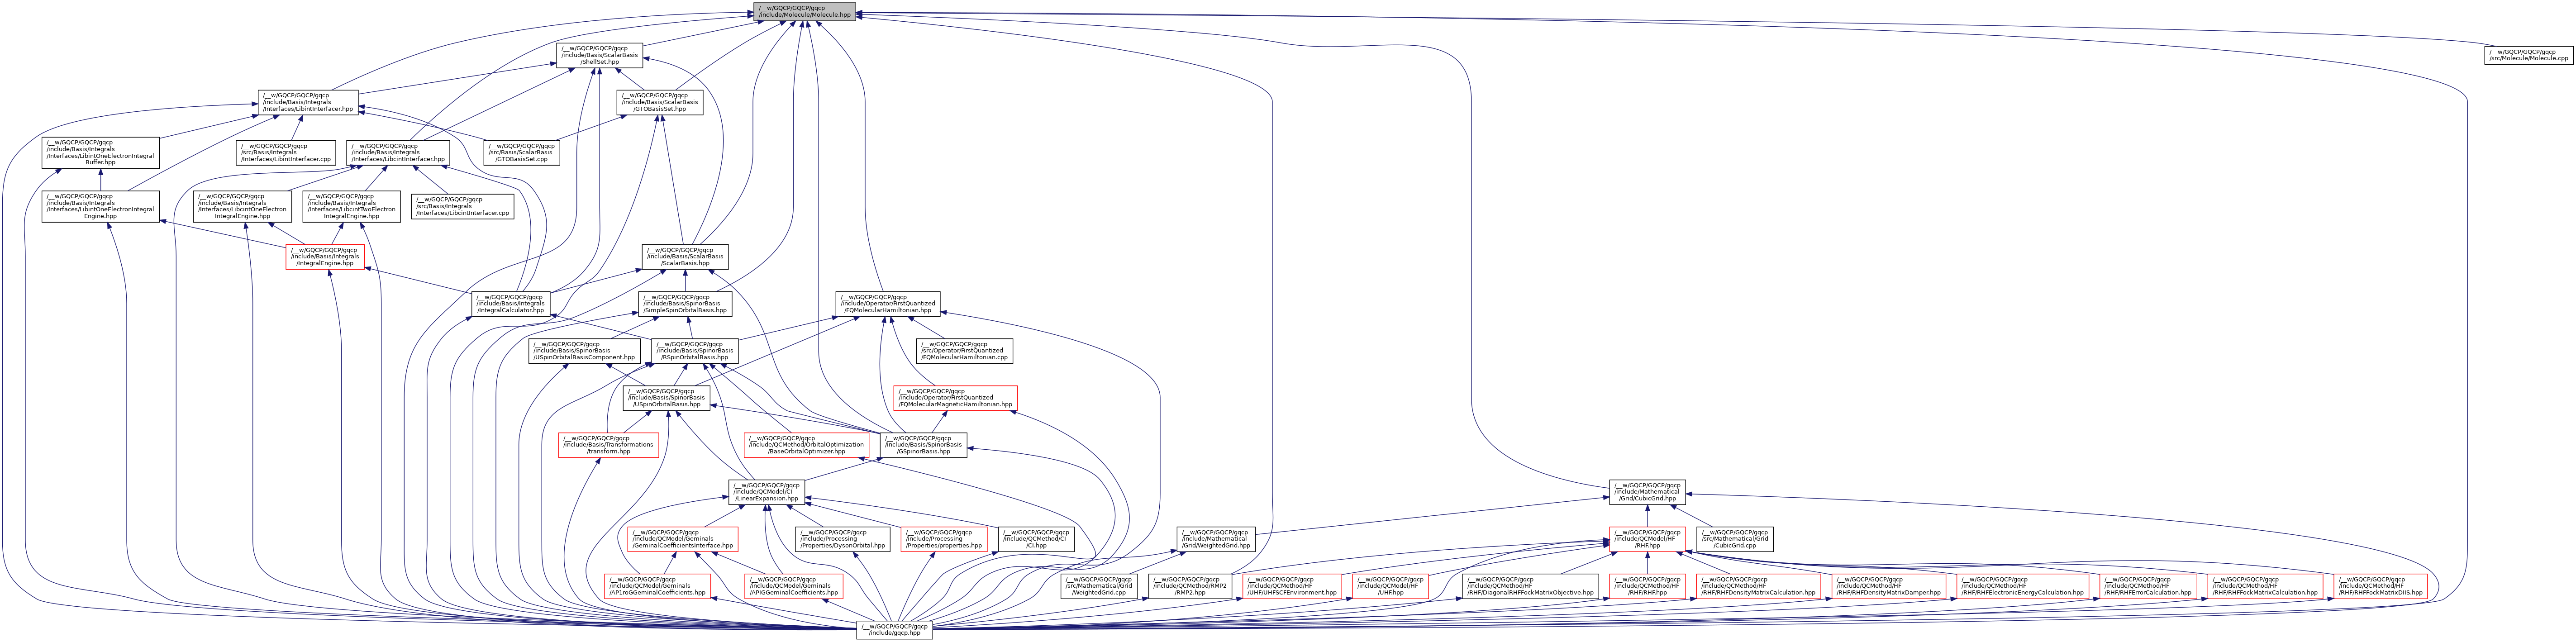 /__w/GQCP/GQCP/gqcp
/include/Molecule/Molecule.hpp
/__w/GQCP/GQCP/gqcp
/include/Basis/ScalarBasis
/ShellSet.hpp
/__w/GQCP/GQCP/gqcp
/src/Molecule/Molecule.cpp
/__w/GQCP/GQCP/gqcp
/include/Basis/Integrals
/Interfaces/LibintInterfacer.hpp
/__w/GQCP/GQCP/gqcp
/include/Basis/ScalarBasis
/GTOBasisSet.hpp
/__w/GQCP/GQCP/gqcp
/include/Basis/Integrals
/Interfaces/LibintOneElectronIntegral
Buffer.hpp
/__w/GQCP/GQCP/gqcp
/src/Basis/Integrals
/Interfaces/LibintInterfacer.cpp
/__w/GQCP/GQCP/gqcp
/include/Basis/Integrals
/Interfaces/LibcintInterfacer.hpp
/__w/GQCP/GQCP/gqcp
/src/Basis/ScalarBasis
/GTOBasisSet.cpp
/__w/GQCP/GQCP/gqcp
/include/Basis/Integrals
/Interfaces/LibintOneElectronIntegral
Engine.hpp
/__w/GQCP/GQCP/gqcp
/include/Basis/Integrals
/Interfaces/LibcintOneElectron
IntegralEngine.hpp
/__w/GQCP/GQCP/gqcp
/include/Basis/Integrals
/Interfaces/LibcintTwoElectron
IntegralEngine.hpp
/__w/GQCP/GQCP/gqcp
/src/Basis/Integrals
/Interfaces/LibcintInterfacer.cpp
/__w/GQCP/GQCP/gqcp
/include/Basis/Integrals
/IntegralEngine.hpp
/__w/GQCP/GQCP/gqcp
/include/Basis/ScalarBasis
/ScalarBasis.hpp
/__w/GQCP/GQCP/gqcp
/include/Basis/Integrals
/IntegralCalculator.hpp
/__w/GQCP/GQCP/gqcp
/include/Basis/SpinorBasis
/SimpleSpinOrbitalBasis.hpp
/__w/GQCP/GQCP/gqcp
/include/Operator/FirstQuantized
/FQMolecularHamiltonian.hpp
/__w/GQCP/GQCP/gqcp
/include/Basis/SpinorBasis
/USpinOrbitalBasisComponent.hpp
/__w/GQCP/GQCP/gqcp
/include/Basis/SpinorBasis
/RSpinOrbitalBasis.hpp
/__w/GQCP/GQCP/gqcp
/src/Operator/FirstQuantized
/FQMolecularHamiltonian.cpp
/__w/GQCP/GQCP/gqcp
/include/Basis/SpinorBasis
/USpinOrbitalBasis.hpp
/__w/GQCP/GQCP/gqcp
/include/Operator/FirstQuantized
/FQMolecularMagneticHamiltonian.hpp
/__w/GQCP/GQCP/gqcp
/include/Basis/Transformations
/transform.hpp
/__w/GQCP/GQCP/gqcp
/include/QCMethod/OrbitalOptimization
/BaseOrbitalOptimizer.hpp
/__w/GQCP/GQCP/gqcp
/include/Basis/SpinorBasis
/GSpinorBasis.hpp
/__w/GQCP/GQCP/gqcp
/include/QCModel/CI
/LinearExpansion.hpp
/__w/GQCP/GQCP/gqcp
/include/Mathematical
/Grid/CubicGrid.hpp
/__w/GQCP/GQCP/gqcp
/include/QCModel/Geminals
/GeminalCoefficientsInterface.hpp
/__w/GQCP/GQCP/gqcp
/include/Processing
/Properties/DysonOrbital.hpp
/__w/GQCP/GQCP/gqcp
/include/Processing
/Properties/properties.hpp
/__w/GQCP/GQCP/gqcp
/include/QCMethod/CI
/CI.hpp
/__w/GQCP/GQCP/gqcp
/include/Mathematical
/Grid/WeightedGrid.hpp
/__w/GQCP/GQCP/gqcp
/include/QCModel/HF
/RHF.hpp
/__w/GQCP/GQCP/gqcp
/src/Mathematical/Grid
/CubicGrid.cpp
/__w/GQCP/GQCP/gqcp
/include/QCModel/Geminals
/AP1roGGeminalCoefficients.hpp
/__w/GQCP/GQCP/gqcp
/include/QCModel/Geminals
/APIGGeminalCoefficients.hpp
/__w/GQCP/GQCP/gqcp
/src/Mathematical/Grid
/WeightedGrid.cpp
/__w/GQCP/GQCP/gqcp
/include/QCMethod/RMP2
/RMP2.hpp
/__w/GQCP/GQCP/gqcp
/include/QCMethod/HF
/UHF/UHFSCFEnvironment.hpp
/__w/GQCP/GQCP/gqcp
/include/QCModel/HF
/UHF.hpp
/__w/GQCP/GQCP/gqcp
/include/QCMethod/HF
/RHF/DiagonalRHFFockMatrixObjective.hpp
/__w/GQCP/GQCP/gqcp
/include/QCMethod/HF
/RHF/RHF.hpp
/__w/GQCP/GQCP/gqcp
/include/QCMethod/HF
/RHF/RHFDensityMatrixCalculation.hpp
/__w/GQCP/GQCP/gqcp
/include/QCMethod/HF
/RHF/RHFDensityMatrixDamper.hpp
/__w/GQCP/GQCP/gqcp
/include/QCMethod/HF
/RHF/RHFElectronicEnergyCalculation.hpp
/__w/GQCP/GQCP/gqcp
/include/QCMethod/HF
/RHF/RHFErrorCalculation.hpp
/__w/GQCP/GQCP/gqcp
/include/QCMethod/HF
/RHF/RHFFockMatrixCalculation.hpp
/__w/GQCP/GQCP/gqcp
/include/QCMethod/HF
/RHF/RHFFockMatrixDIIS.hpp
/__w/GQCP/GQCP/gqcp
/include/gqcp.hpp